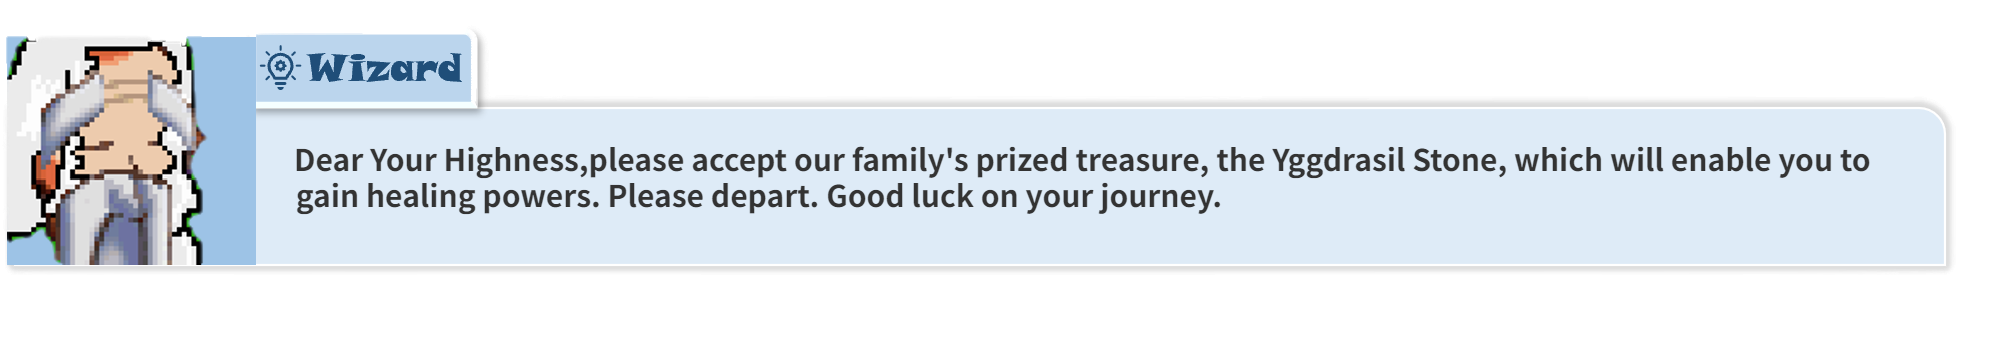 Wizard
Dear Your Highness,please accept our family's prized treasure, the Yggdrasil Stone, which will enable you to
gain healing powers. Please depart. Good luck on your journey.